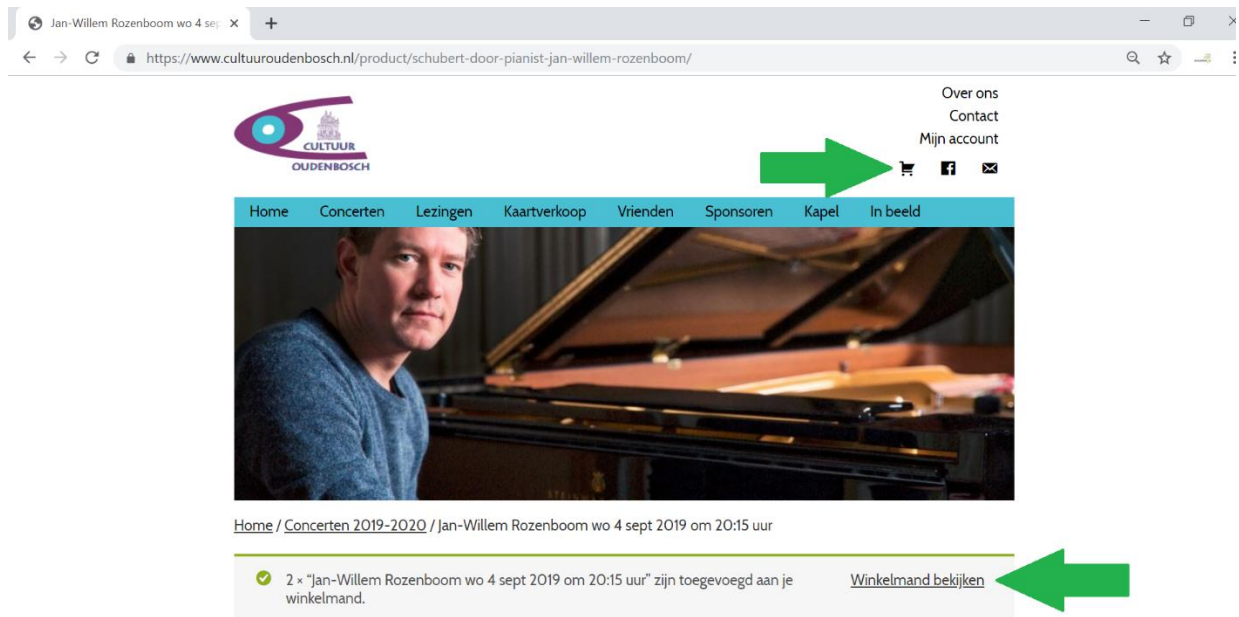 Jan-Willem Rozenboom wo 4 sep
https://www.cultuuroudenbosch.nl/product/schubert-door-pianist-jan-willem-rozenboom/
CULTUUR
OUDENBOSCH
Over ons
Contact
Mijn account
Home Concerten Lezingen Kaartverkoop Vrienden Sponsoren Kapel In beeld
Home / Concerten 2019-2020 / Jan-Willem Rozenboom wo 4 sept 2019 om 20:15 uur
2 × “Jan-Willem Rozenboom wo 4 sept 2019 om 20:15 uur” zijn toegevoegd aan je Winkelmand bekijken
winkelmand.